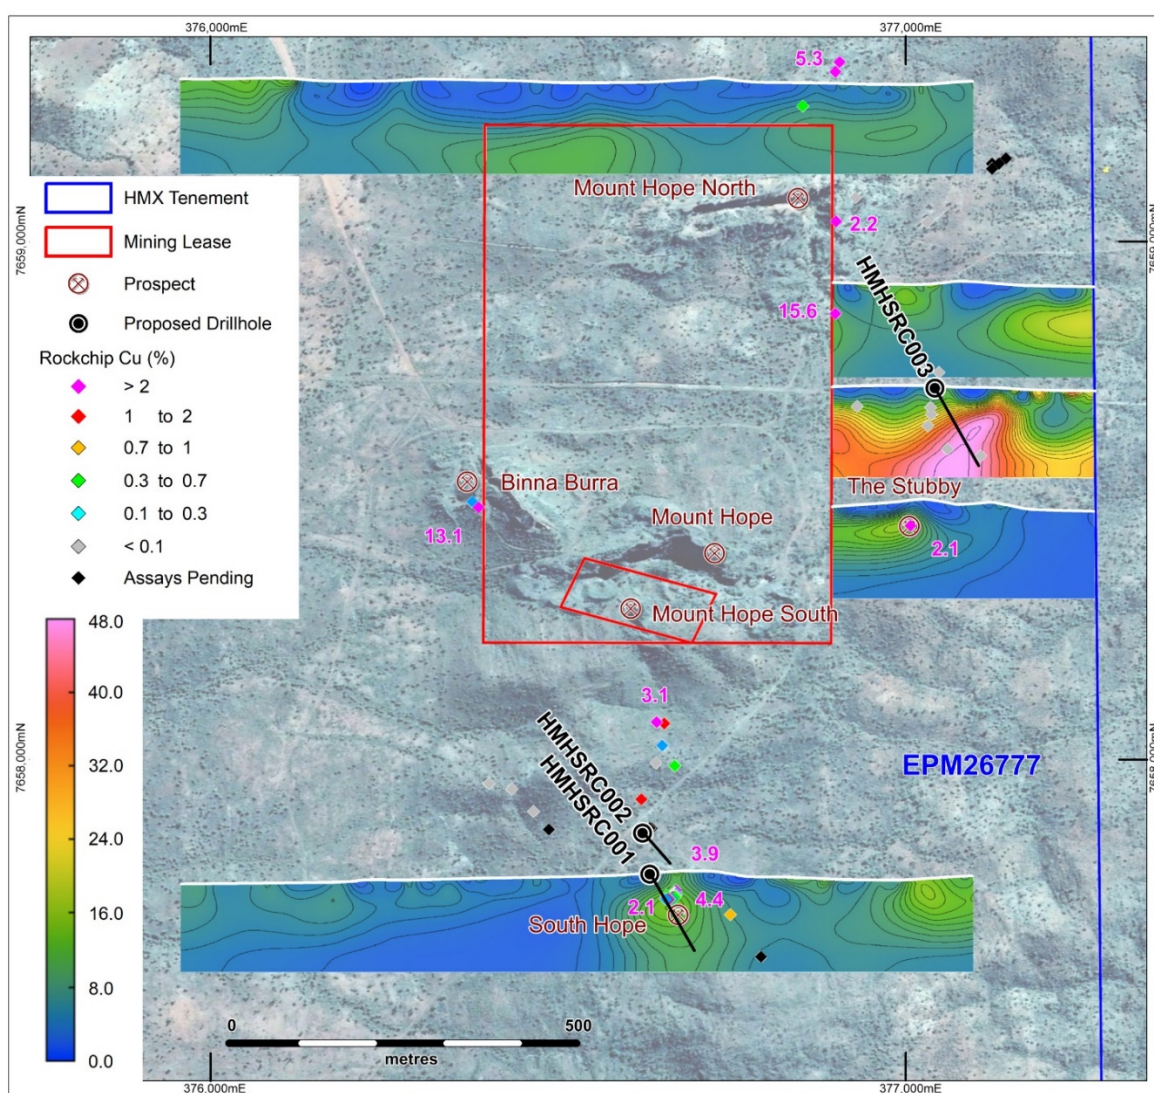 376,000mE
377,000mE
5.3
HMX Tenement
Mining Lease
Prospect
Proposed Drillhole
Rockchip Cu (%)
> 2
1 to 2
0.7 to 1
0.3 to 0.7
0.1 to 0.3
< 0.1
Assays Pending
48.0
40.0
32.0
24.0
16.0
8.0
0.0
7659,000mN
7659,000mN
Mount Hope North
2.2
HMHSRC003
15.6
Binna Burra
13.1
The Stubby
2.1
Mount Hope
Mount Hope South
3.1
HMHSRC002
HMHSRC001
EPM26777
7658,000mN
7658,000mN
3.9
2.1
4.4
South Hope
0
500
metres
376,000mE
377,000mE